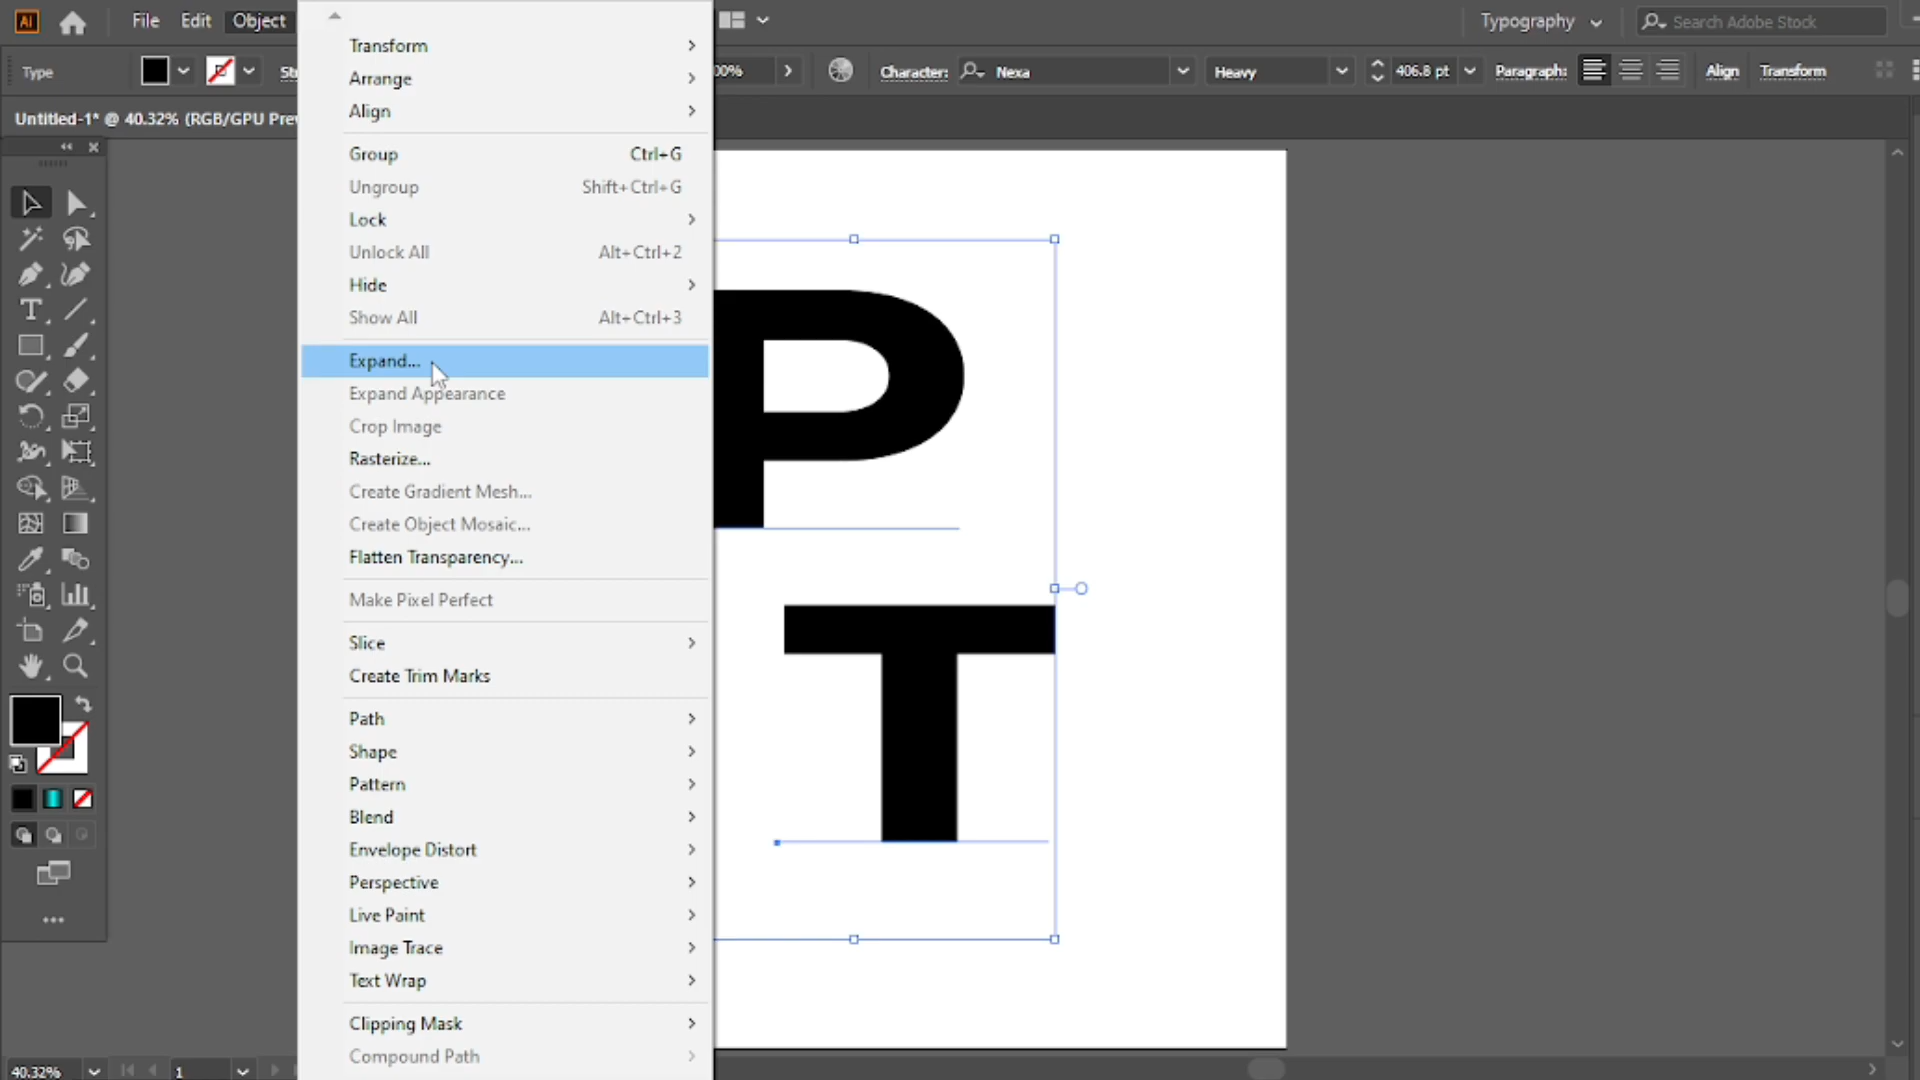 Ai File Edit Object Typography Search Adobe Stock
Type 00% Character: Nexa Heavy 406.8 pt Paragraph: Align Transform
Untitled-1* @ 40.32% (RGB/GPU
Transform
Arrange
Align
Group Ctrl+G
Ungroup Shift+Ctrl+G
Lock
Unlock All Alt+Ctrl+2
Hide
Show All Alt+Ctrl+3
Expand...
Expand Appearance
Crop Image
Rasterize...
Create Gradient Mesh...
Create Object Mosaic...
Flatten Transparency...
Make Pixel Perfect
Slice
Create Trim Marks
Path
Shape
Pattern
Blend
Envelope Distort
Perspective
Live Paint
Image Trace
Text Wrap
Clipping Mask
Compound Path
P
T
40.32% 1